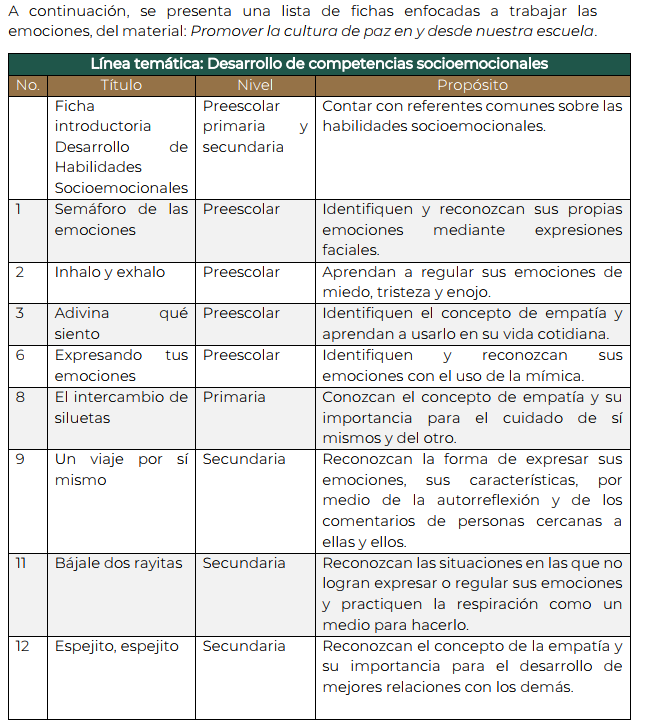 A continuación, se presenta una lista de fichas enfocadas a trabajar las
emociones, del material: Promover la cultura de paz en y desde nuestra escuela.
Línea temática: Desarrollo de competencias socioemocionales
No. Título Nivel Propósito
Ficha introductoria Desarrollo de Habilidades Socioemocionales
Preescolar primaria y secundaria
Contar con referentes comunes sobre las
habilidades socioemocionales.
1 Semáforo de las emociones Preescolar
Identifiquen y reconozcan sus propias
emociones mediante expresiones
faciales.
2 Inhalo y exhalo Preescolar
Aprendan a regular sus emociones de
miedo, tristeza y enojo.
3 Adivina qué siento Preescolar
Identifiquen el concepto de empatía y
aprendan a usarlo en su vida cotidiana.
6 Expresando tus emociones Preescolar
Identifiquen y reconozcan sus
emociones con el uso de la mímica.
8 El intercambio de siluetas Primaria
Conozcan el concepto de empatía y su
importancia para el cuidado de sí
mismos y del otro.
9 Un viaje por sí mismo Secundaria
Reconozcan la forma de expresar sus
emociones, sus características, por
medio de la autorreflexión y de los
comentarios de personas cercanas a
ellas y ellos.
11 Bájale dos rayitas Secundaria
Reconozcan las situaciones en las que no
logran expresar o regular sus emociones
y practiquen la respiración como un
medio para hacerlo.
12 Espejito, espejito Secundaria
Reconozcan el concepto de la empatía y
su importancia para el desarrollo de
mejores relaciones con los demás.